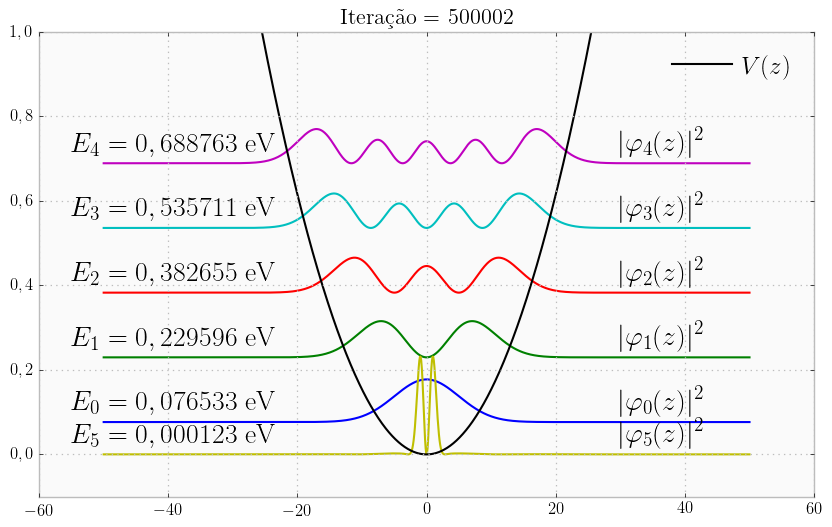 Iteração = 500002
1,0
V(z)
0,8
E₄ = 0,688763 eV |φ₄(z)|²
0,6
E₃ = 0,535711 eV |φ₃(z)|²
0,4
E₂ = 0,382655 eV |φ₂(z)|²
E₁ = 0,229596 eV |φ₁(z)|²
0,2
E₀ = 0,076533 eV |φ₀(z)|²
E₅ = 0,000123 eV |φ₅(z)|²
0,0
−60 −40 −20 0 20 40 60